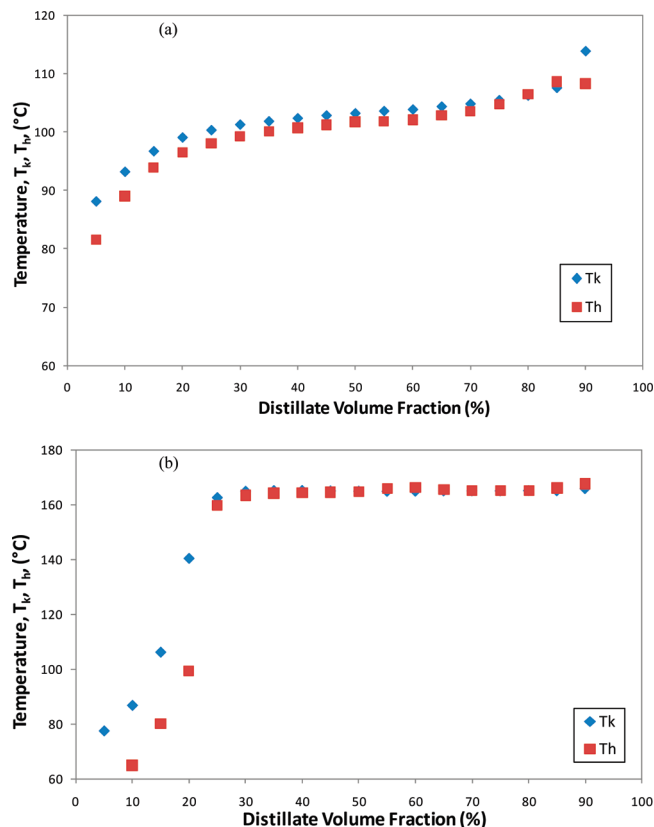 (a)
120
110
100
90
80
70
60
Temperature, Tk, Th, (°C)
Tk
Th
0 10 20 30 40 50 60 70 80 90 100
Distillate Volume Fraction (%)
(b)
180
160
140
120
100
80
60
Temperature, Tk, Th, (°C)
Tk
Th
0 10 20 30 40 50 60 70 80 90 100
Distillate Volume Fraction (%)